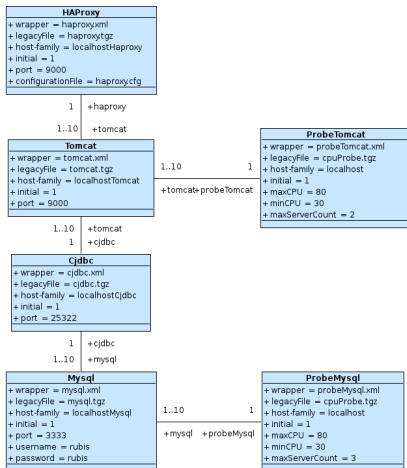 HAProxy
+ wrapper = haproxy.xml
+ legacyFile = haproxy.tgz
+ host-family = localhostHaproxy
+ initial = 1
+ port = 9000
+ configurationFile = haproxy.cfg
1 +haproxy
1..10 +tomcat
Tomcat
+ wrapper = tomcat.xml
+ legacyFile = tomcat.tgz
+ host-family = localhostTomcat
+ initial = 1
+ port = 9000
1..10 1
+tomcat +probeTomcat
ProbeTomcat
+ wrapper = probeTomcat.xml
+ legacyFile = cpuProbe.tgz
+ host-family = localhost
+ initial = 1
+ maxCPU = 80
+ minCPU = 30
+ maxServerCount = 2
1..10 +tomcat
1 +cjdbc
Cjdbc
+ wrapper = cjdbc.xml
+ legacyFile = cjdbc.tgz
+ host-family = localhostCjdbc
+ initial = 1
+ port = 25322
1 +cjdbc
1..10 +mysql
Mysql
+ wrapper = mysql.xml
+ legacyFile = mysql.tgz
+ host-family = localhostMysql
+ initial = 1
+ port = 3333
+ username = rubis
+ password = rubis
1..10 1
+mysql +probeMysql
ProbeMysql
+ wrapper = probeMysql.xml
+ legacyFile = cpuProbe.tgz
+ host-family = localhost
+ initial = 1
+ maxCPU = 80
+ minCPU = 30
+ maxServerCount = 3